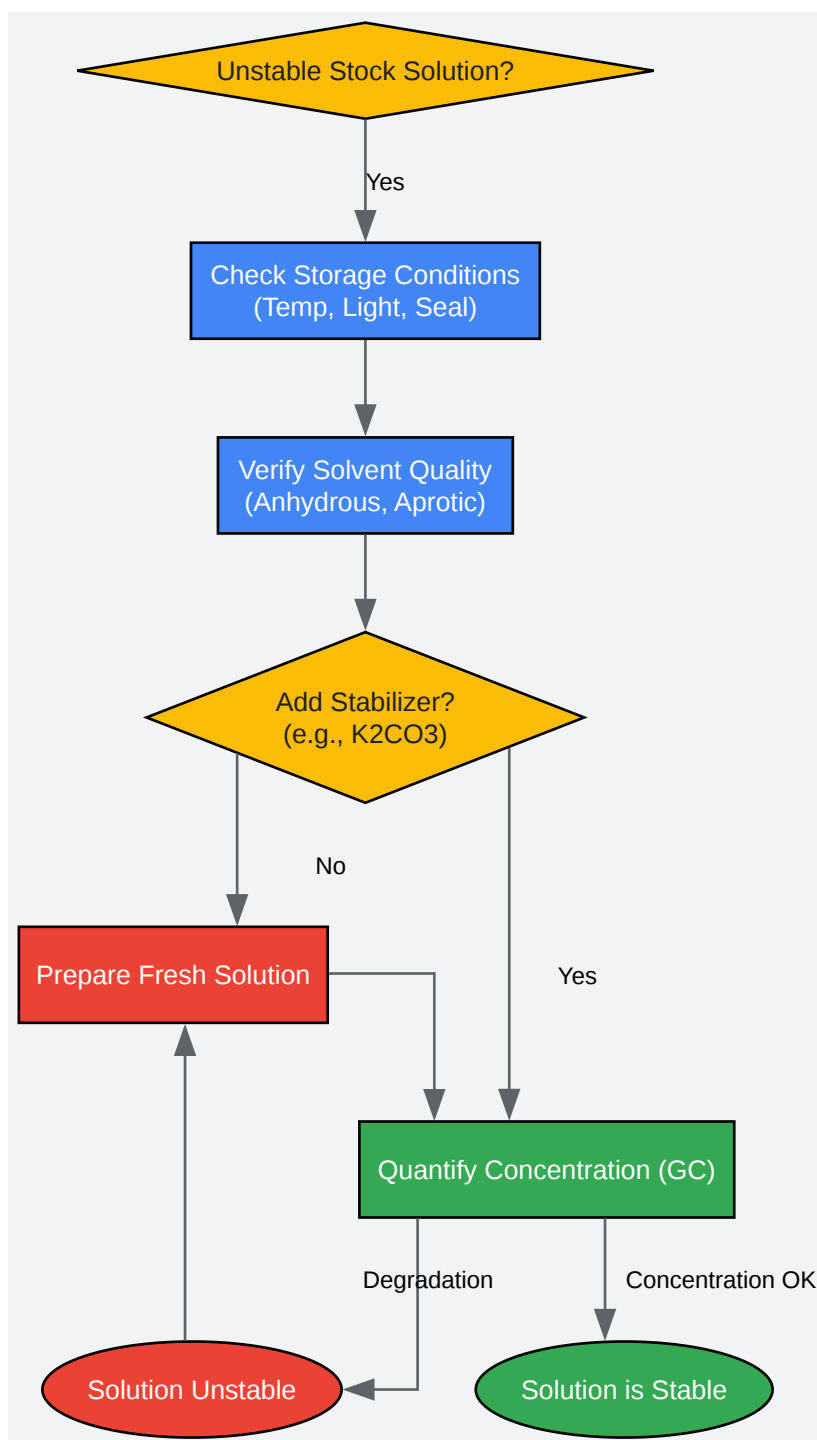 Unstable Stock Solution?
Yes
Check Storage Conditions
(Temp, Light, Seal)
Verify Solvent Quality
(Anhydrous, Aprotic)
Add Stabilizer?
(e.g., K2CO3)
No
Prepare Fresh Solution
Yes
Quantify Concentration (GC)
Degradation
Concentration OK
Solution Unstable
Solution is Stable